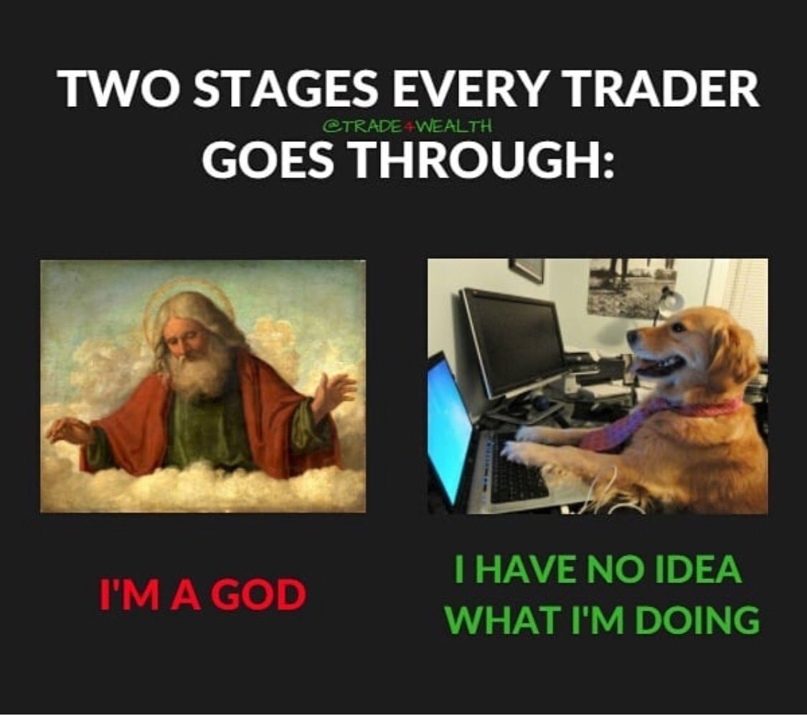 TWO STAGES EVERY TRADER
@TRADE4WEALTH
GOES THROUGH:
I'M A GOD
I HAVE NO IDEA
WHAT I'M DOING